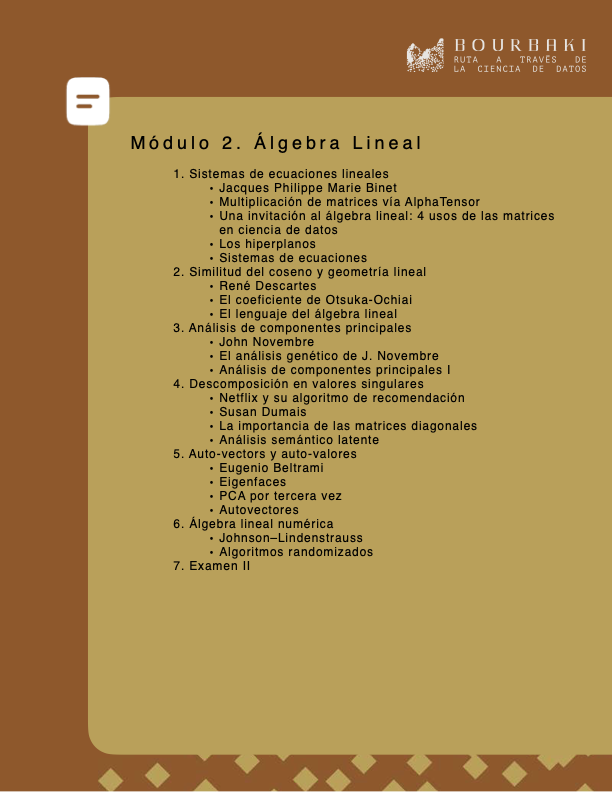 BOURBAKI
RUTA A TRAVÉS DE
LA CIENCIA DE DATOS
Módulo 2. Álgebra Lineal
1. Sistemas de ecuaciones lineales
• Jacques Philippe Marie Binet
• Multiplicación de matrices vía AlphaTensor
• Una invitación al álgebra lineal: 4 usos de las matrices
en ciencia de datos
• Los hiperplanos
• Sistemas de ecuaciones
2. Similitud del coseno y geometría lineal
• René Descartes
• El coeficiente de Otsuka-Ochiai
• El lenguaje del álgebra lineal
3. Análisis de componentes principales
• John Novembre
• El análisis genético de J. Novembre
• Análisis de componentes principales I
4. Descomposición en valores singulares
• Netflix y su algoritmo de recomendación
• Susan Dumais
• La importancia de las matrices diagonales
• Análisis semántico latente
5. Auto-vectors y auto-valores
• Eugenio Beltrami
• Eigenfaces
• PCA por tercera vez
• Autovectores
6. Álgebra lineal numérica
• Johnson–Lindenstrauss
• Algoritmos randomizados
7. Examen II